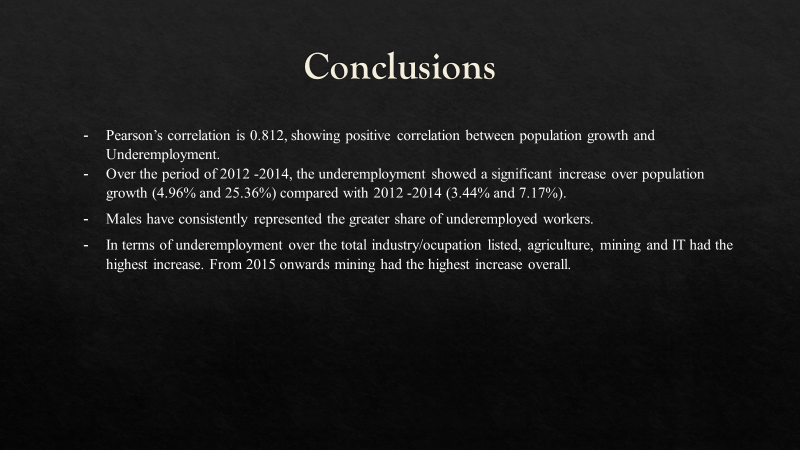 Conclusions
- Pearson’s correlation is 0.812, showing positive correlation between population growth and
Underemployment.
- Over the period of 2012 -2014, the underemployment showed a significant increase over population
growth (4.96% and 25.36%) compared with 2012 -2014 (3.44% and 7.17%).
- Males have consistently represented the greater share of underemployed workers.
- In terms of underemployment over the total industry/ocupation listed, agriculture, mining and IT had the
highest increase. From 2015 onwards mining had the highest increase overall.